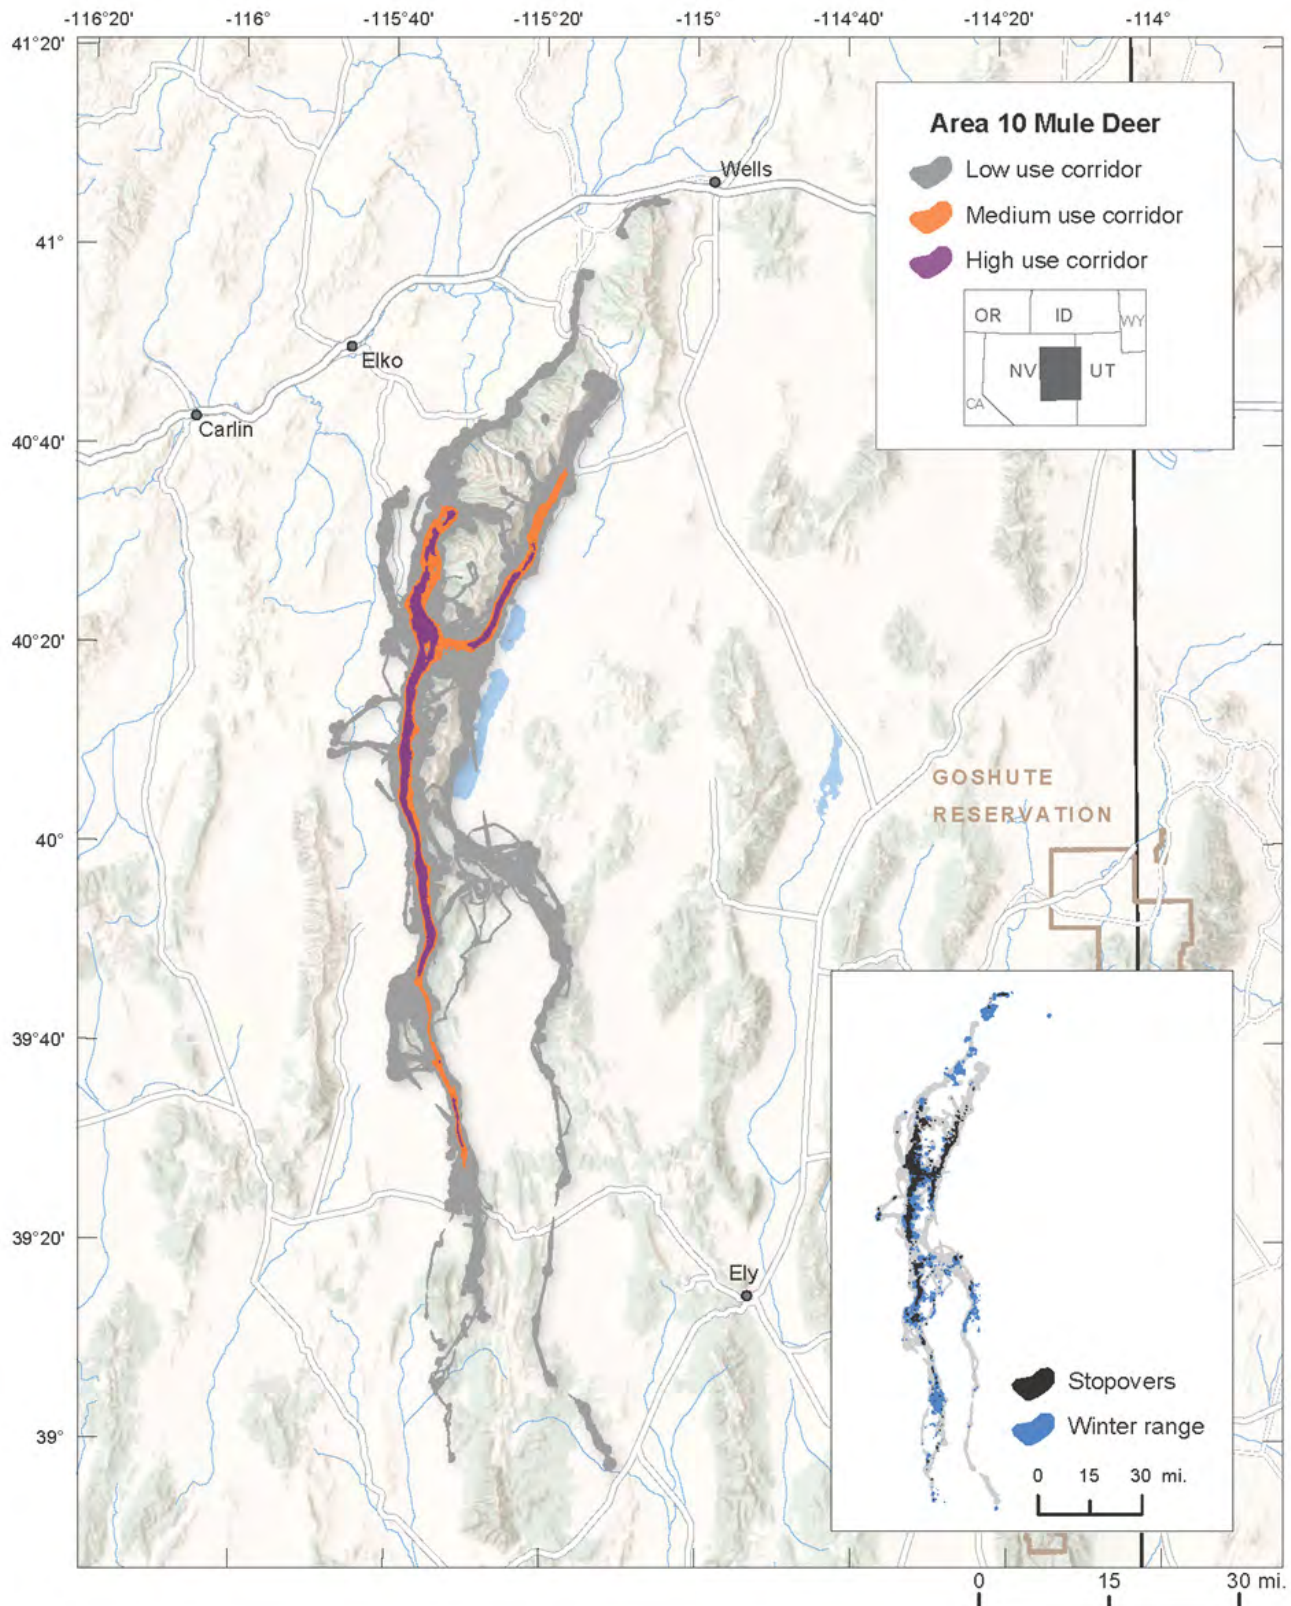 -116°20' -116° -115°40' -115°20' -115° -114°40' -114°20' -114°
41°20'
41°
40°40'
40°20'
40°
39°40'
39°20'
39°
Area 10 Mule Deer
Low use corridor
Medium use corridor
High use corridor
OR ID WY
NV UT
CA
Wells
Elko
Carlin
GOSHUTE
RESERVATION
Ely
Stopovers
Winter range
0 15 30 mi.
0 15 30 mi.